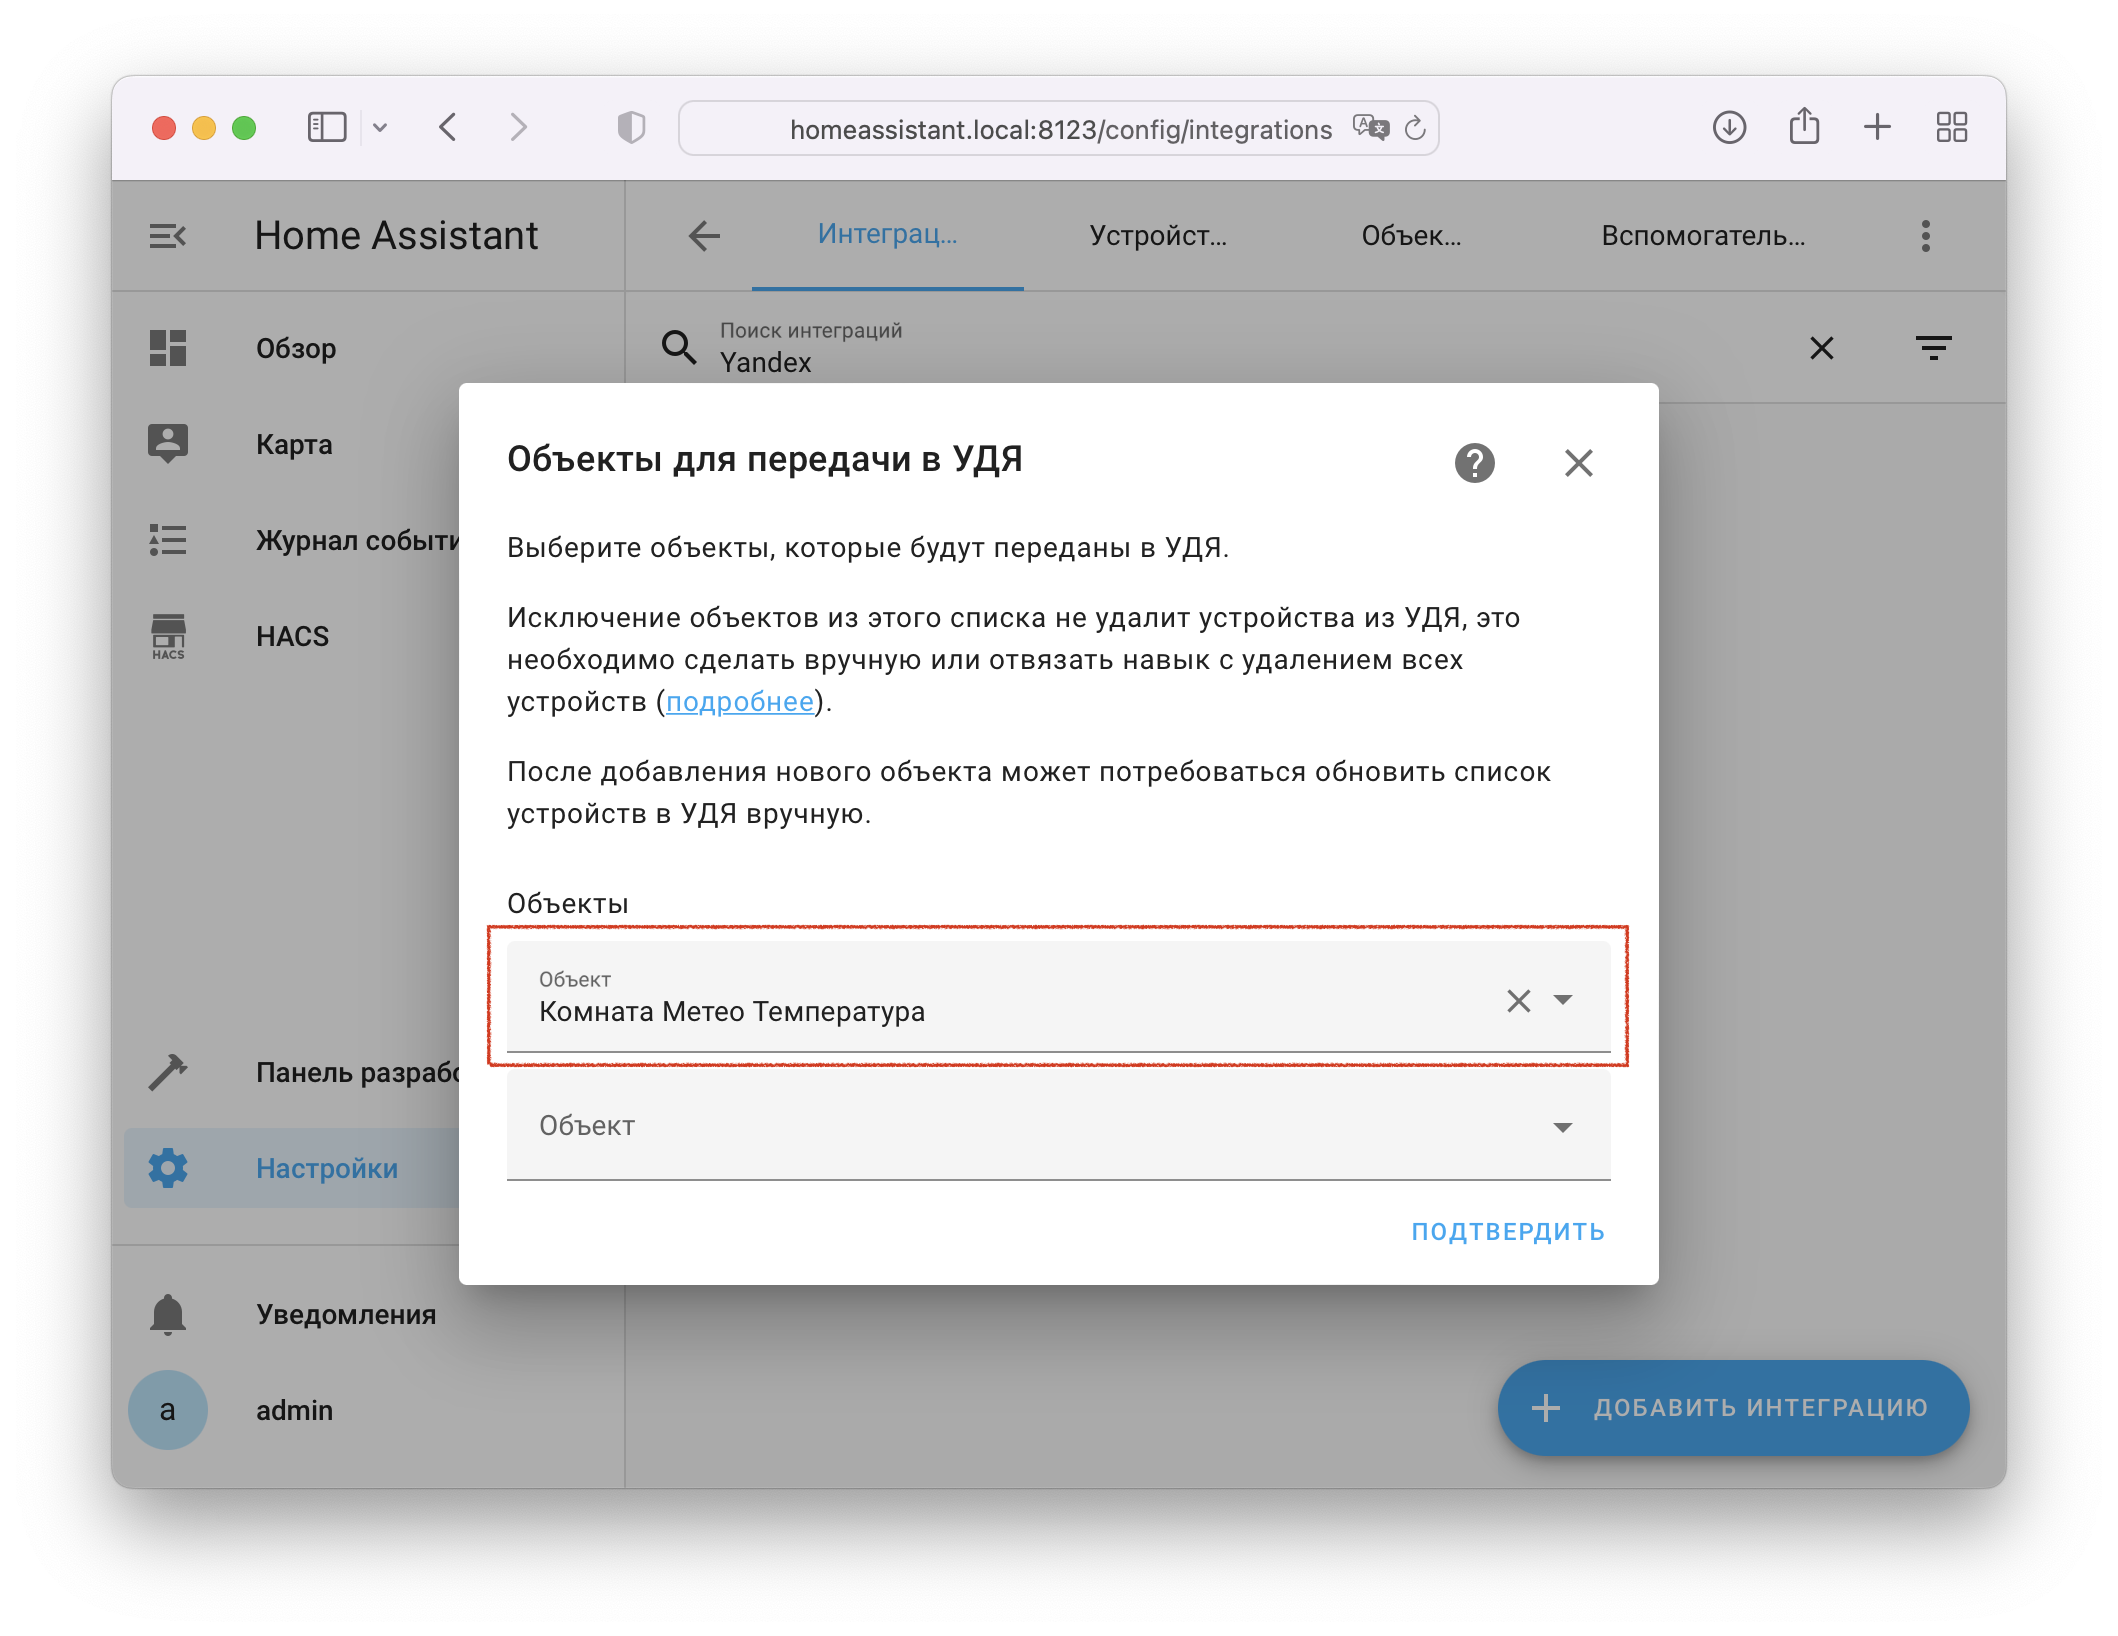 homeassistant.local:8123/config/integrations
Home Assistant
Интеграц...
Устройст...
Объек...
Вспомогатель...
Обзор
Карта
Журнал событи
HACS
HACS
Панель разрабо
Настройки
Уведомления
a
admin
Поиск интеграций
Yandex
Объекты для передачи в УДЯ
Выберите объекты, которые будут переданы в УДЯ.
Исключение объектов из этого списка не удалит устройства из УДЯ, это
необходимо сделать вручную или отвязать навык с удалением всех
устройств (подробнее).
После добавления нового объекта может потребоваться обновить список
устройств в УДЯ вручную.
Объекты
Объект
Комната Метео Температура
Объект
ПОДТВЕРДИТЬ
ДОБАВИТЬ ИНТЕГРАЦИЮ